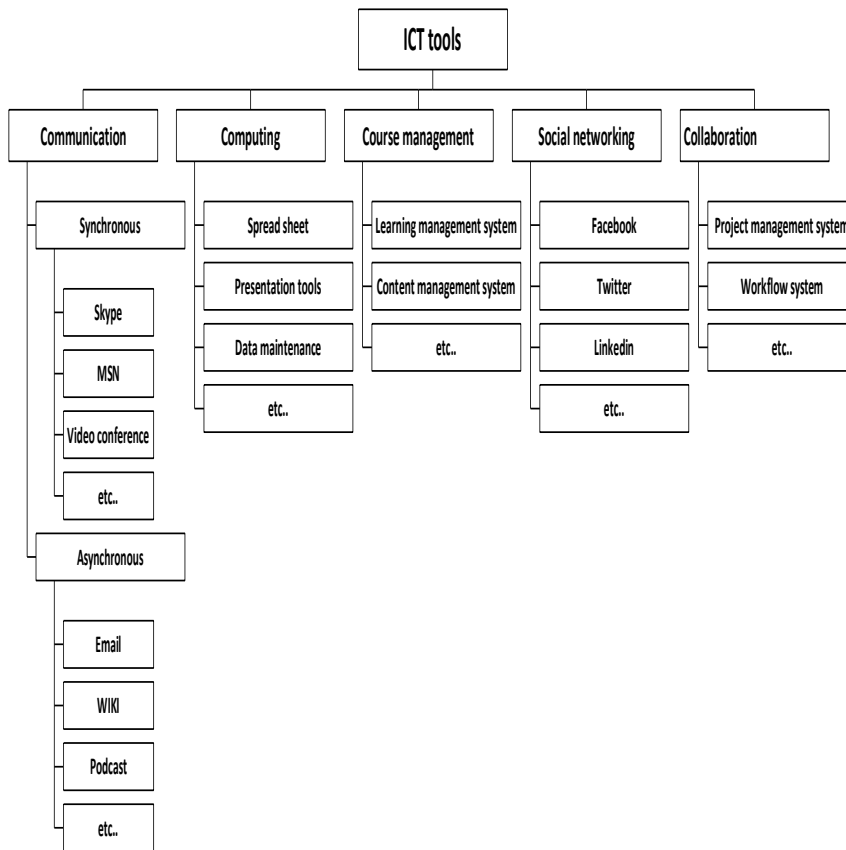 ICT tools
Communication
Computing
Course management
Social networking
Collaboration
Synchronous
Skype
MSN
Video conference
etc..
Asynchronous
Email
WIKI
Podcast
etc..
Spread sheet
Presentation tools
Data maintenance
etc..
Learning management system
Content management system
etc..
Facebook
Twitter
Linkedin
etc..
Project management system
Workflow system
etc..